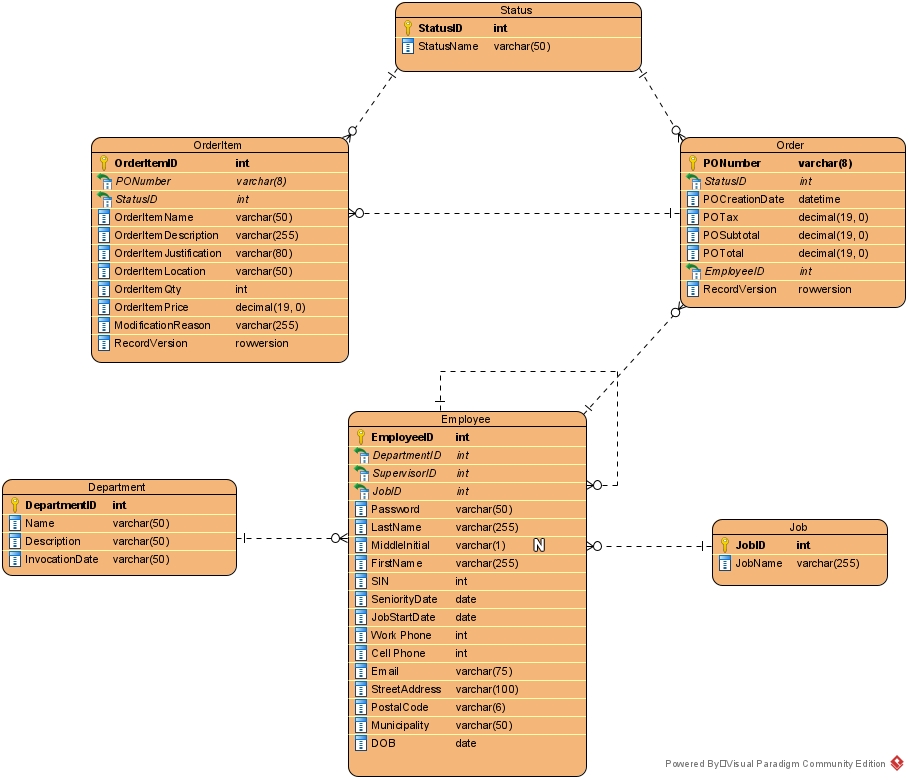 Status
StatusID int
StatusName varchar(50)
OrderItem
OrderItemID int
PONumber varchar(8)
StatusID int
OrderItemName varchar(50)
OrderItemDescription varchar(255)
OrderItemJustification varchar(80)
OrderItemLocation varchar(50)
OrderItemQty int
OrderItemPrice decimal(19, 0)
ModificationReason varchar(255)
RecordVersion rowversion
Order
PONumber varchar(8)
StatusID int
POCreationDate datetime
POTax decimal(19, 0)
POSubtotal decimal(19, 0)
POTotal decimal(19, 0)
EmployeeID int
RecordVersion rowversion
Employee
EmployeeID int
DepartmentID int
SupervisorID int
JobID int
Password varchar(50)
LastName varchar(255)
MiddleInitial varchar(1) N
FirstName varchar(255)
SIN int
SeniorityDate date
JobStartDate date
Work Phone int
Cell Phone int
Email varchar(75)
StreetAddress varchar(100)
PostalCode varchar(6)
Municipality varchar(50)
DOB date
Department
DepartmentID int
Name varchar(50)
Description varchar(50)
InvocationDate varchar(50)
Job
JobID int
JobName varchar(255)
Powered By Visual Paradigm Community Edition